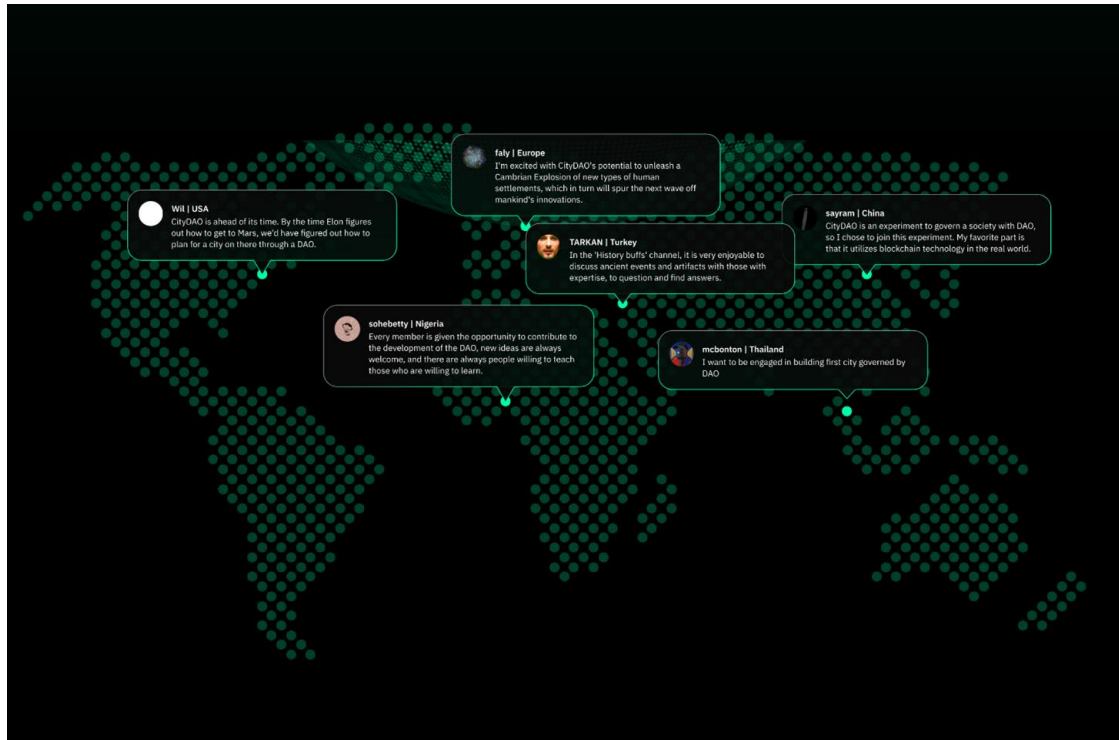 faly | Europe
I'm excited with CityDAO's potential to unleash a
Cambrian Explosion of new types of human
settlements, which in turn will spur the next wave off
mankind's innovations.
Wil | USA
CityDAO is ahead of its time. By the time Elon figures
out how to get to Mars, we'd have figured out how to
plan for a city on there through a DAO.
sayram | China
CityDAO is an experiment to govern a society with DAO,
so I chose to join this experiment. My favorite part is
that it utilizes blockchain technology in the real world.
TARKAN | Turkey
In the 'History buffs' channel, it is very enjoyable to
discuss ancient events and artifacts with those with
expertise, to question and find answers.
sohebetty | Nigeria
Every member is given the opportunity to contribute to
the development of the DAO, new ideas are always
welcome, and there are always people willing to teach
those who are willing to learn.
mcbonton | Thailand
I want to be engaged in building first city governed by
DAO